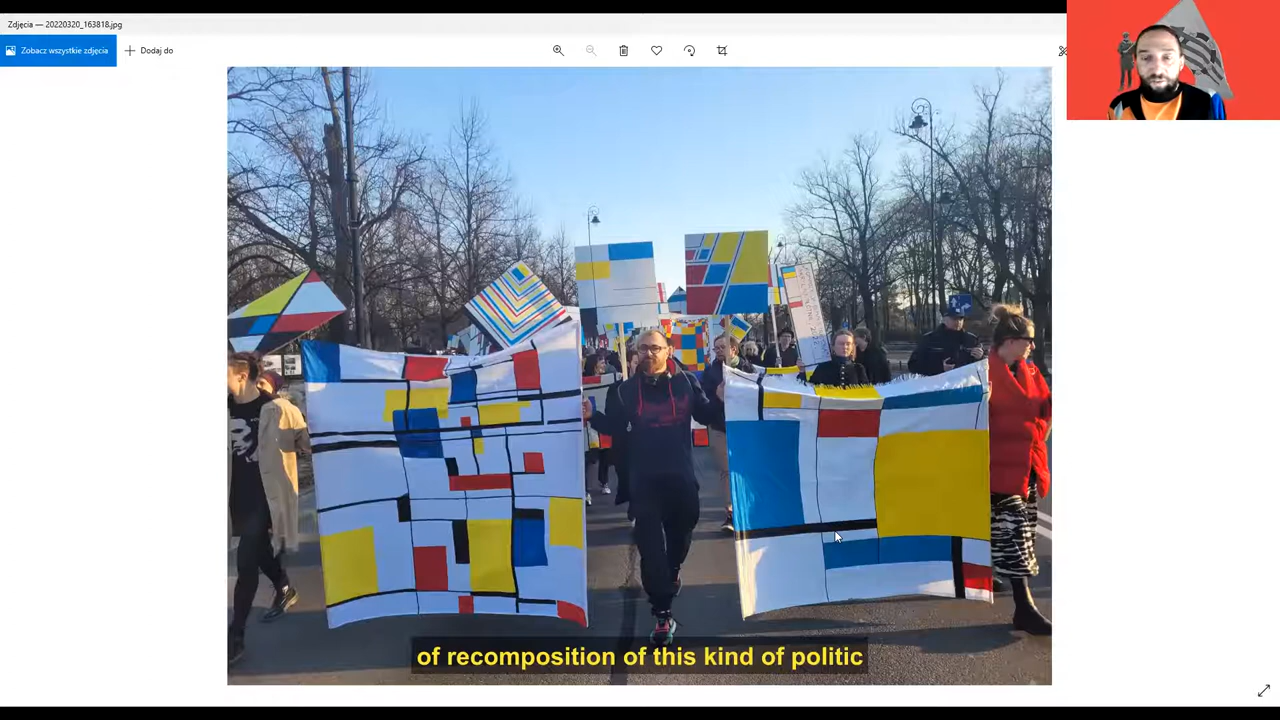 Zdjęcia — 20220320_163818.jpg
Zobacz wszystkie zdjęcia
Dodaj do
of recomposition of this kind of politic